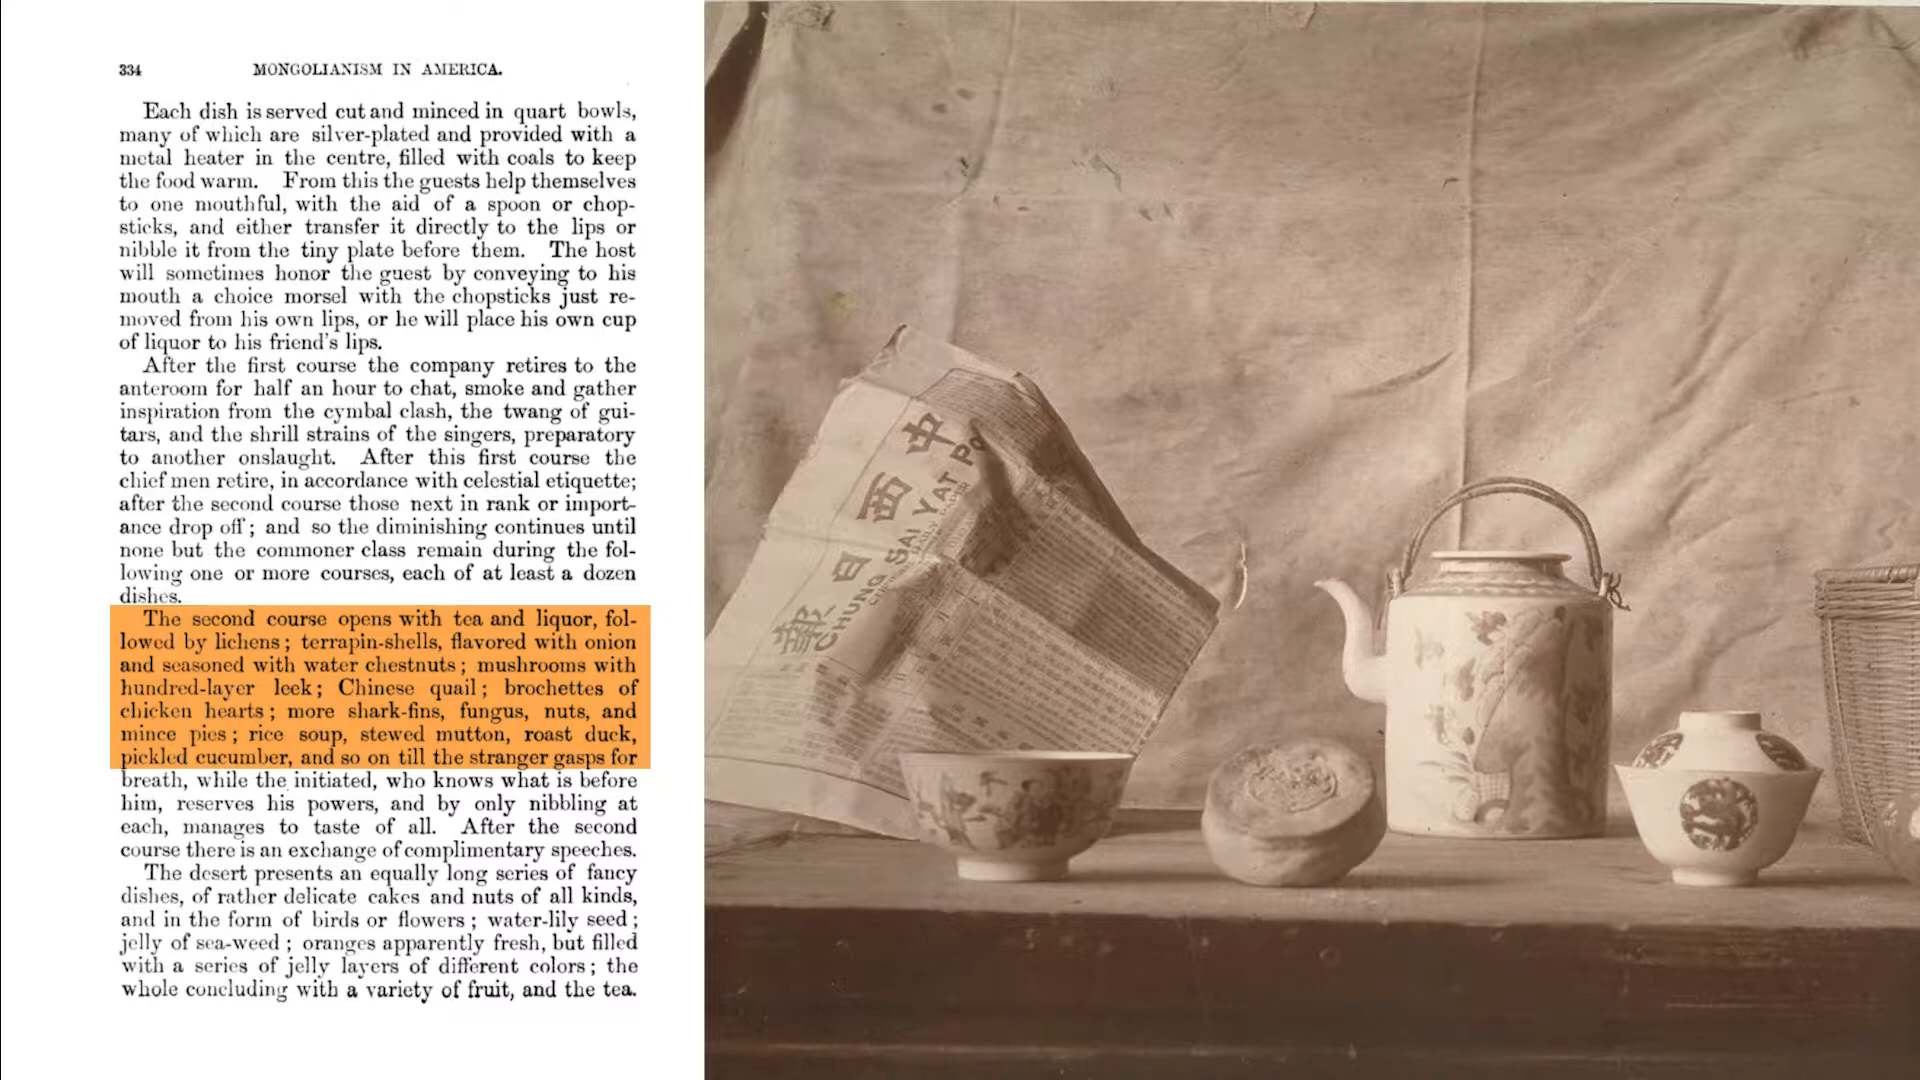 334
MONGOLIANISM IN AMERICA.
Each dish is served cut and minced in quart bowls,
many of which are silver-plated and provided with a
metal heater in the centre, filled with coals to keep
the food warm. From this the guests help themselves
to one mouthful, with the aid of a spoon or chop-
sticks, and either transfer it directly to the lips or
nibble it from the tiny plate before them. The host
will sometimes honor the guest by conveying to his
mouth a choice morsel with the chopsticks just re-
moved from his own lips, or he will place his own cup
of liquor to his friend's lips.
After the first course the company retires to the
anteroom for half an hour to chat, smoke and gather
inspiration from the cymbal clash, the twang of gui-
tars, and the shrill strains of the singers, preparatory
to another onslaught. After this first course the
chief men retire, in accordance with celestial etiquette;
after the second course those next in rank or import-
ance drop off; and so the diminishing continues until
none but the commoner class remain during the fol-
lowing one or more courses, each of at least a dozen
dishes.
The second course opens with tea and liquor, fol-
lowed by lichens; terrapin-shells, flavored with onion
and seasoned with water chestnuts; mushrooms with
hundred-layer leek; Chinese quail; brochettes of
chicken hearts; more shark-fins, fungus, nuts, and
mince pies; rice soup, stewed mutton, roast duck,
pickled cucumber, and so on till the stranger gasps for
breath, while the initiated, who knows what is before
him, reserves his powers, and by only nibbling at
each, manages to taste of all. After the second
course there is an exchange of complimentary speeches.
The desert presents an equally long series of fancy
dishes, of rather delicate cakes and nuts of all kinds,
and in the form of birds or flowers; water-lily seed;
jelly of sea-weed; oranges apparently fresh, but filled
with a series of jelly layers of different colors; the
whole concluding with a variety of fruit, and the tea.
中西日報
CHUNG SAI YAT PO